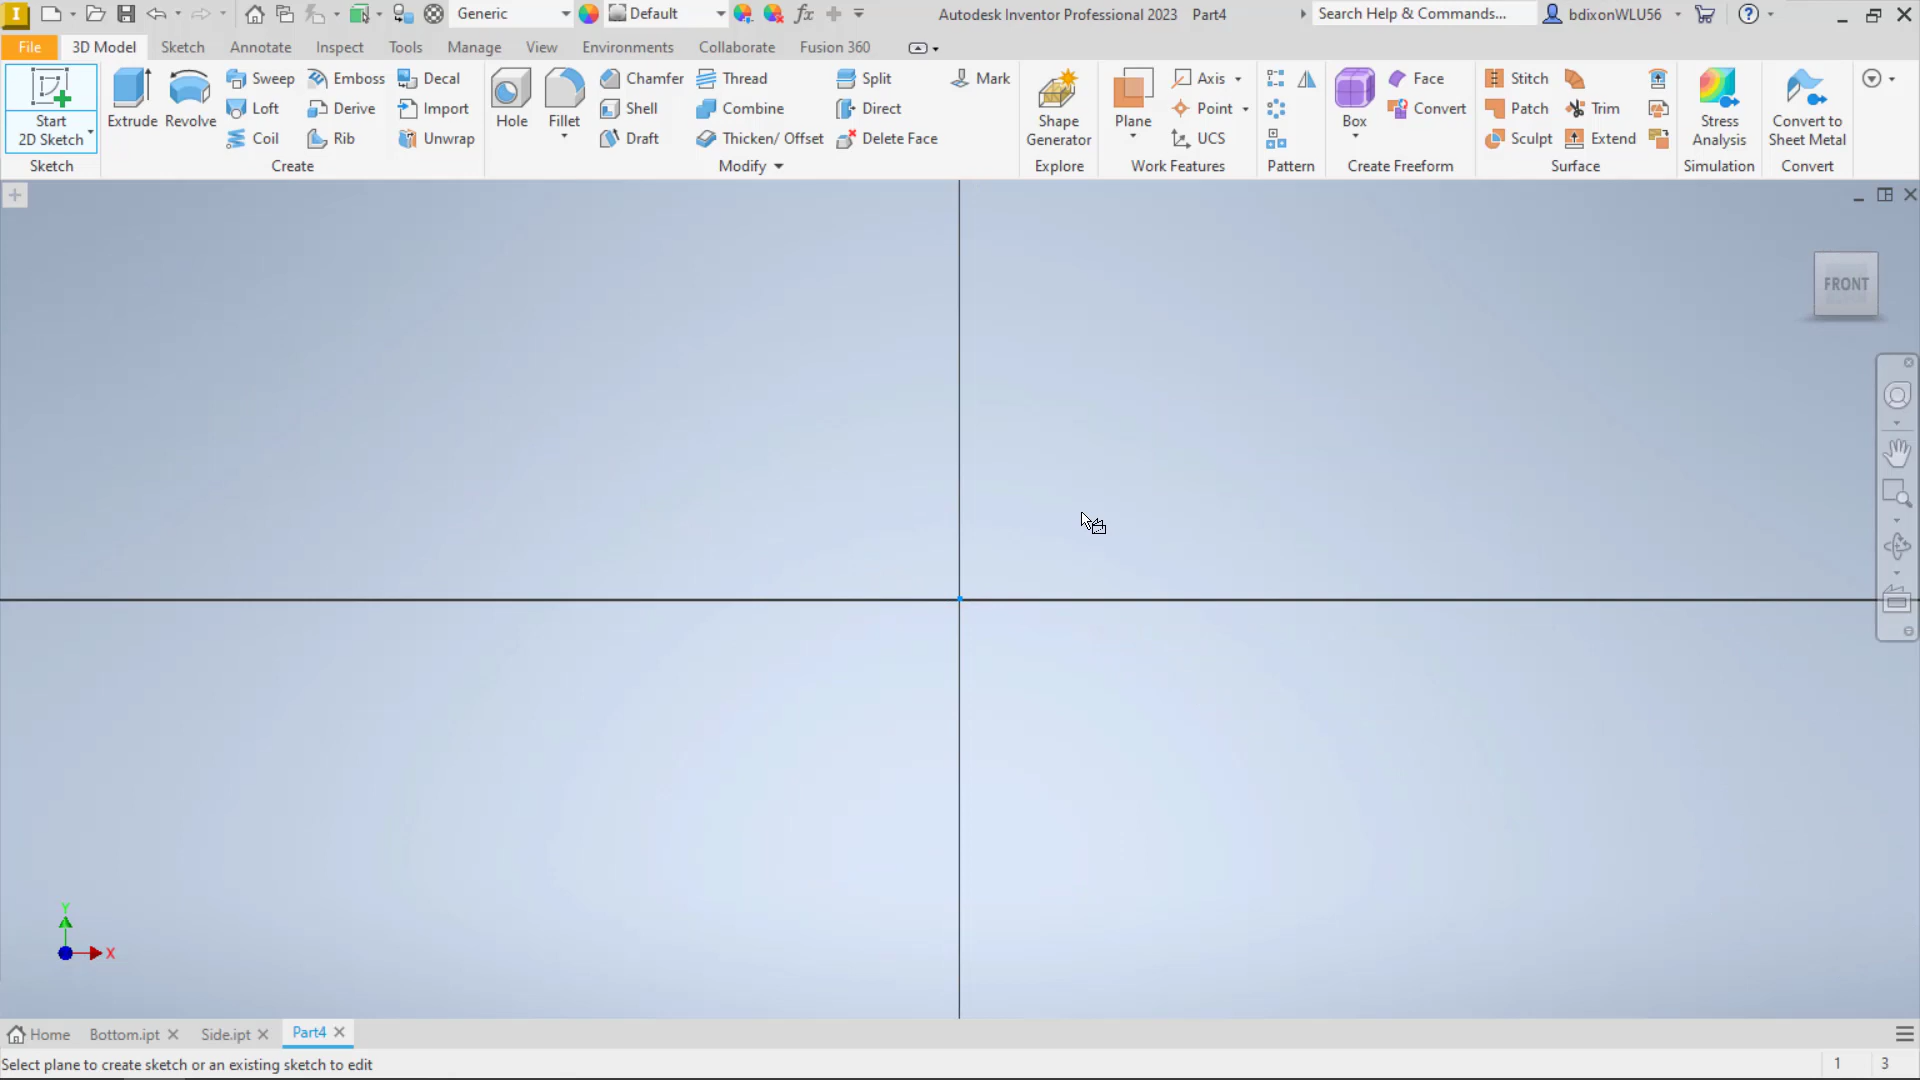 Generic Default fx Autodesk Inventor Professional 2023 Part4 Search Help & Commands... bdixonWLU56
File 3D Model Sketch Annotate Inspect Tools Manage View Environments Collaborate Fusion 360
Start 2D Sketch Extrude Revolve Sweep Emboss Decal Hole Fillet Chamfer Thread Split Mark Shape Generator Plane Axis Box Face Stitch Stress Analysis Convert to Sheet Metal
Loft Derive Import Shell Combine Direct Point Convert Patch Trim
Coil Rib Unwrap Draft Thicken/ Offset Delete Face UCS Sculpt Extend
Sketch Create Modify Explore Work Features Pattern Create Freeform Surface Simulation Convert
FRONT
Y
X
Home Bottom.ipt Side.ipt Part4
Select plane to create sketch or an existing sketch to edit 1 3